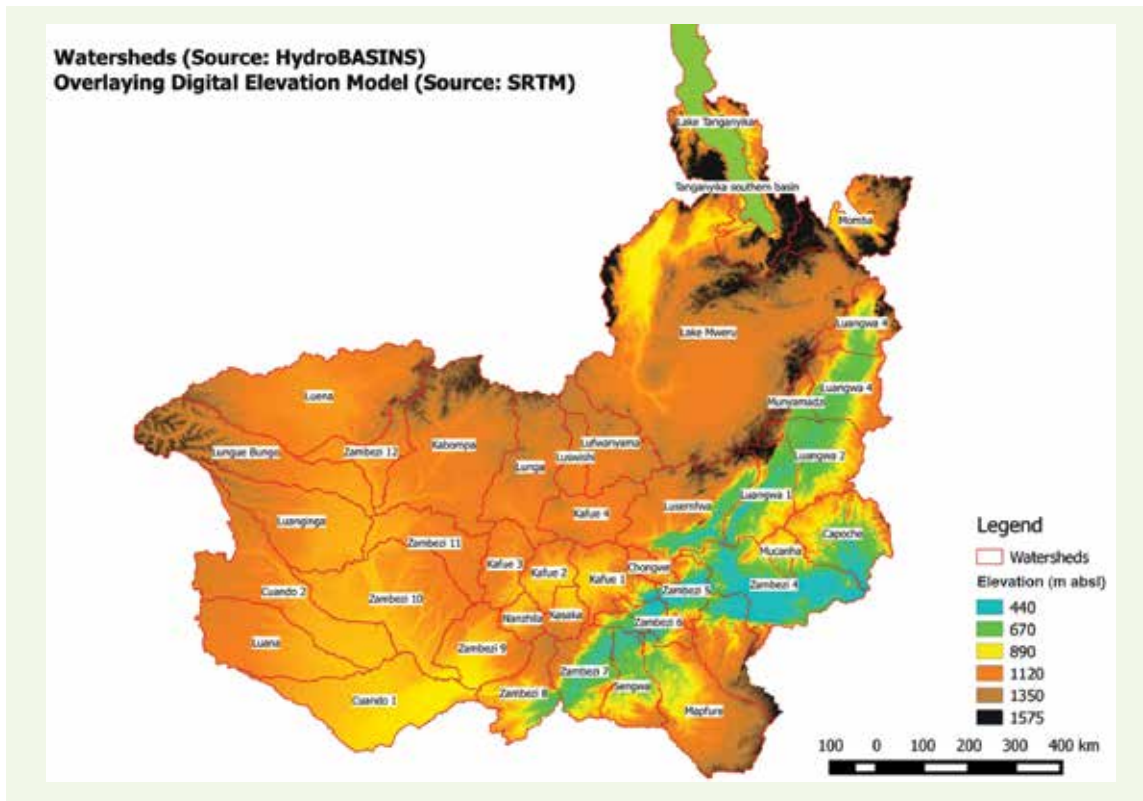 Watersheds (Source: HydroBASINS)
Overlaying Digital Elevation Model (Source: SRTM)
Lake Tanganyika
Tanganyika southern basin
Momba
Lake Mweru
Luangwa 4
Luangwa 4
Munyamadzi
Luena
Kabompo
Lufwanyama
Lungue Bungo
Zambezi 12
Lunga
Luswishi
Luangwa 2
Luangwa 1
Luanginga
Kafue 4
Lusemfwa
Capoche
Zambezi 11
Mucanha
Kafue 3
Kafue 2
Kafue 1
Chongwe
Cuando 2
Zambezi 10
Zambezi 5
Zambezi 4
Nanzhila
Kasaka
Zambezi 6
Luana
Zambezi 9
Zambezi 7
Zambezi 8
Sengwa
Cuando 1
Mapfure
Legend
Watersheds
Elevation (m absl)
440
670
890
1120
1350
1575
100 0 100 200 300 400 km